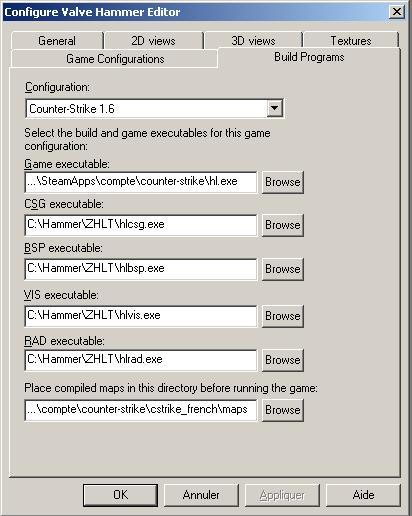 Configure Valve Hammer Editor
General 2D views 3D views Textures
Game Configurations Build Programs
Configuration:
Counter-Strike 1.6
Select the build and game executables for this game
configuration:
Game executable:
...\SteamApps\compte\counter-strike\hl.exe Browse
CSG executable:
C:\Hammer\ZHLT\hlcsg.exe Browse
BSP executable:
C:\Hammer\ZHLT\hlbsp.exe Browse
VIS executable:
C:\Hammer\ZHLT\hlvis.exe Browse
RAD executable:
C:\Hammer\ZHLT\hlrad.exe Browse
Place compiled maps in this directory before running the game:
...\compte\counter-strike\cstrike_french\maps Browse
OK Annuler Appliquer Aide